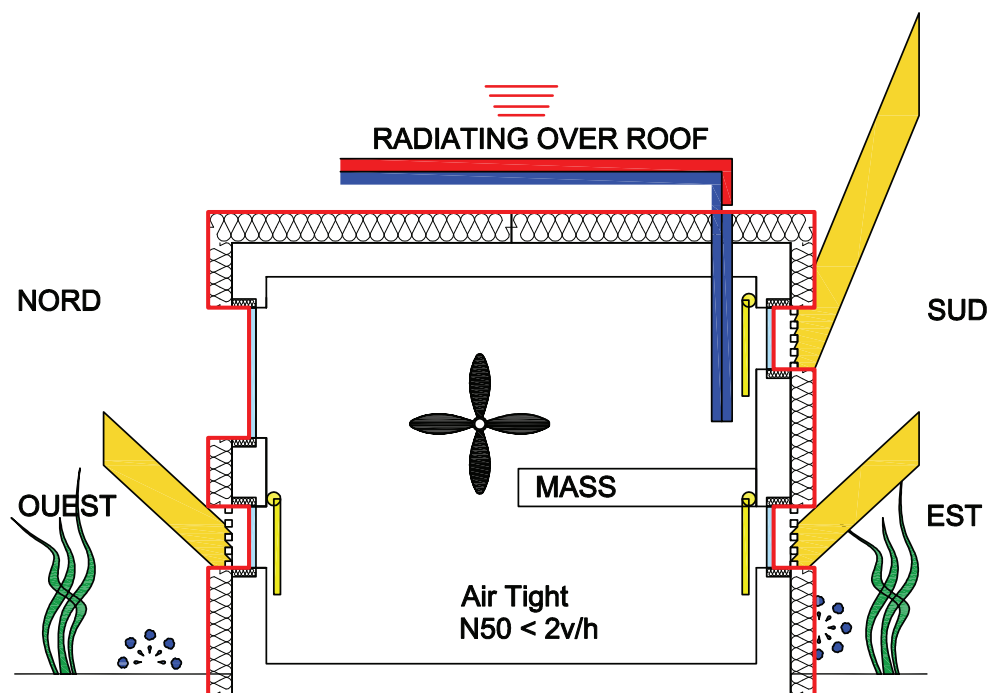 RADIATING OVER ROOF
NORD
SUD
MASS
OUEST
EST
Air Tight
N50 < 2v/h